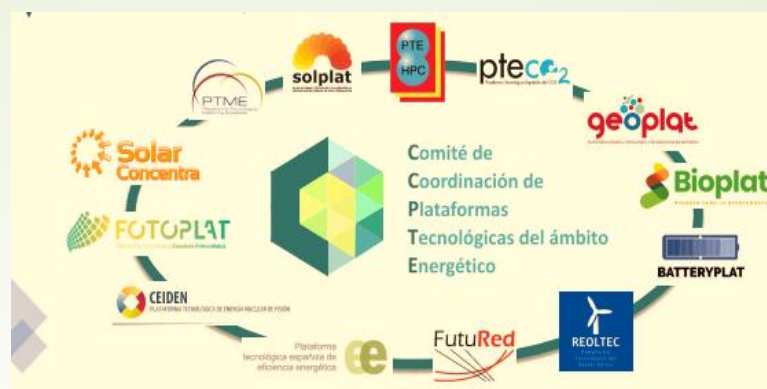 PTE
HPC
solplat
pteco2
PTME
geoplat
Solar
Concentra
Comité de
Coordinación de
Plataformas
Tecnológicas del ámbito
Energético
Bioplat
FOTOPLAT
BATTERYPLAT
CEIDEN
PLATAFORMA TECNOLÓGICA DE ENERGÍA NUCLEAR DE FISIÓN
Plataforma
tecnológica española de
eficiencia energética
ee
FutuRed
REOLTEC